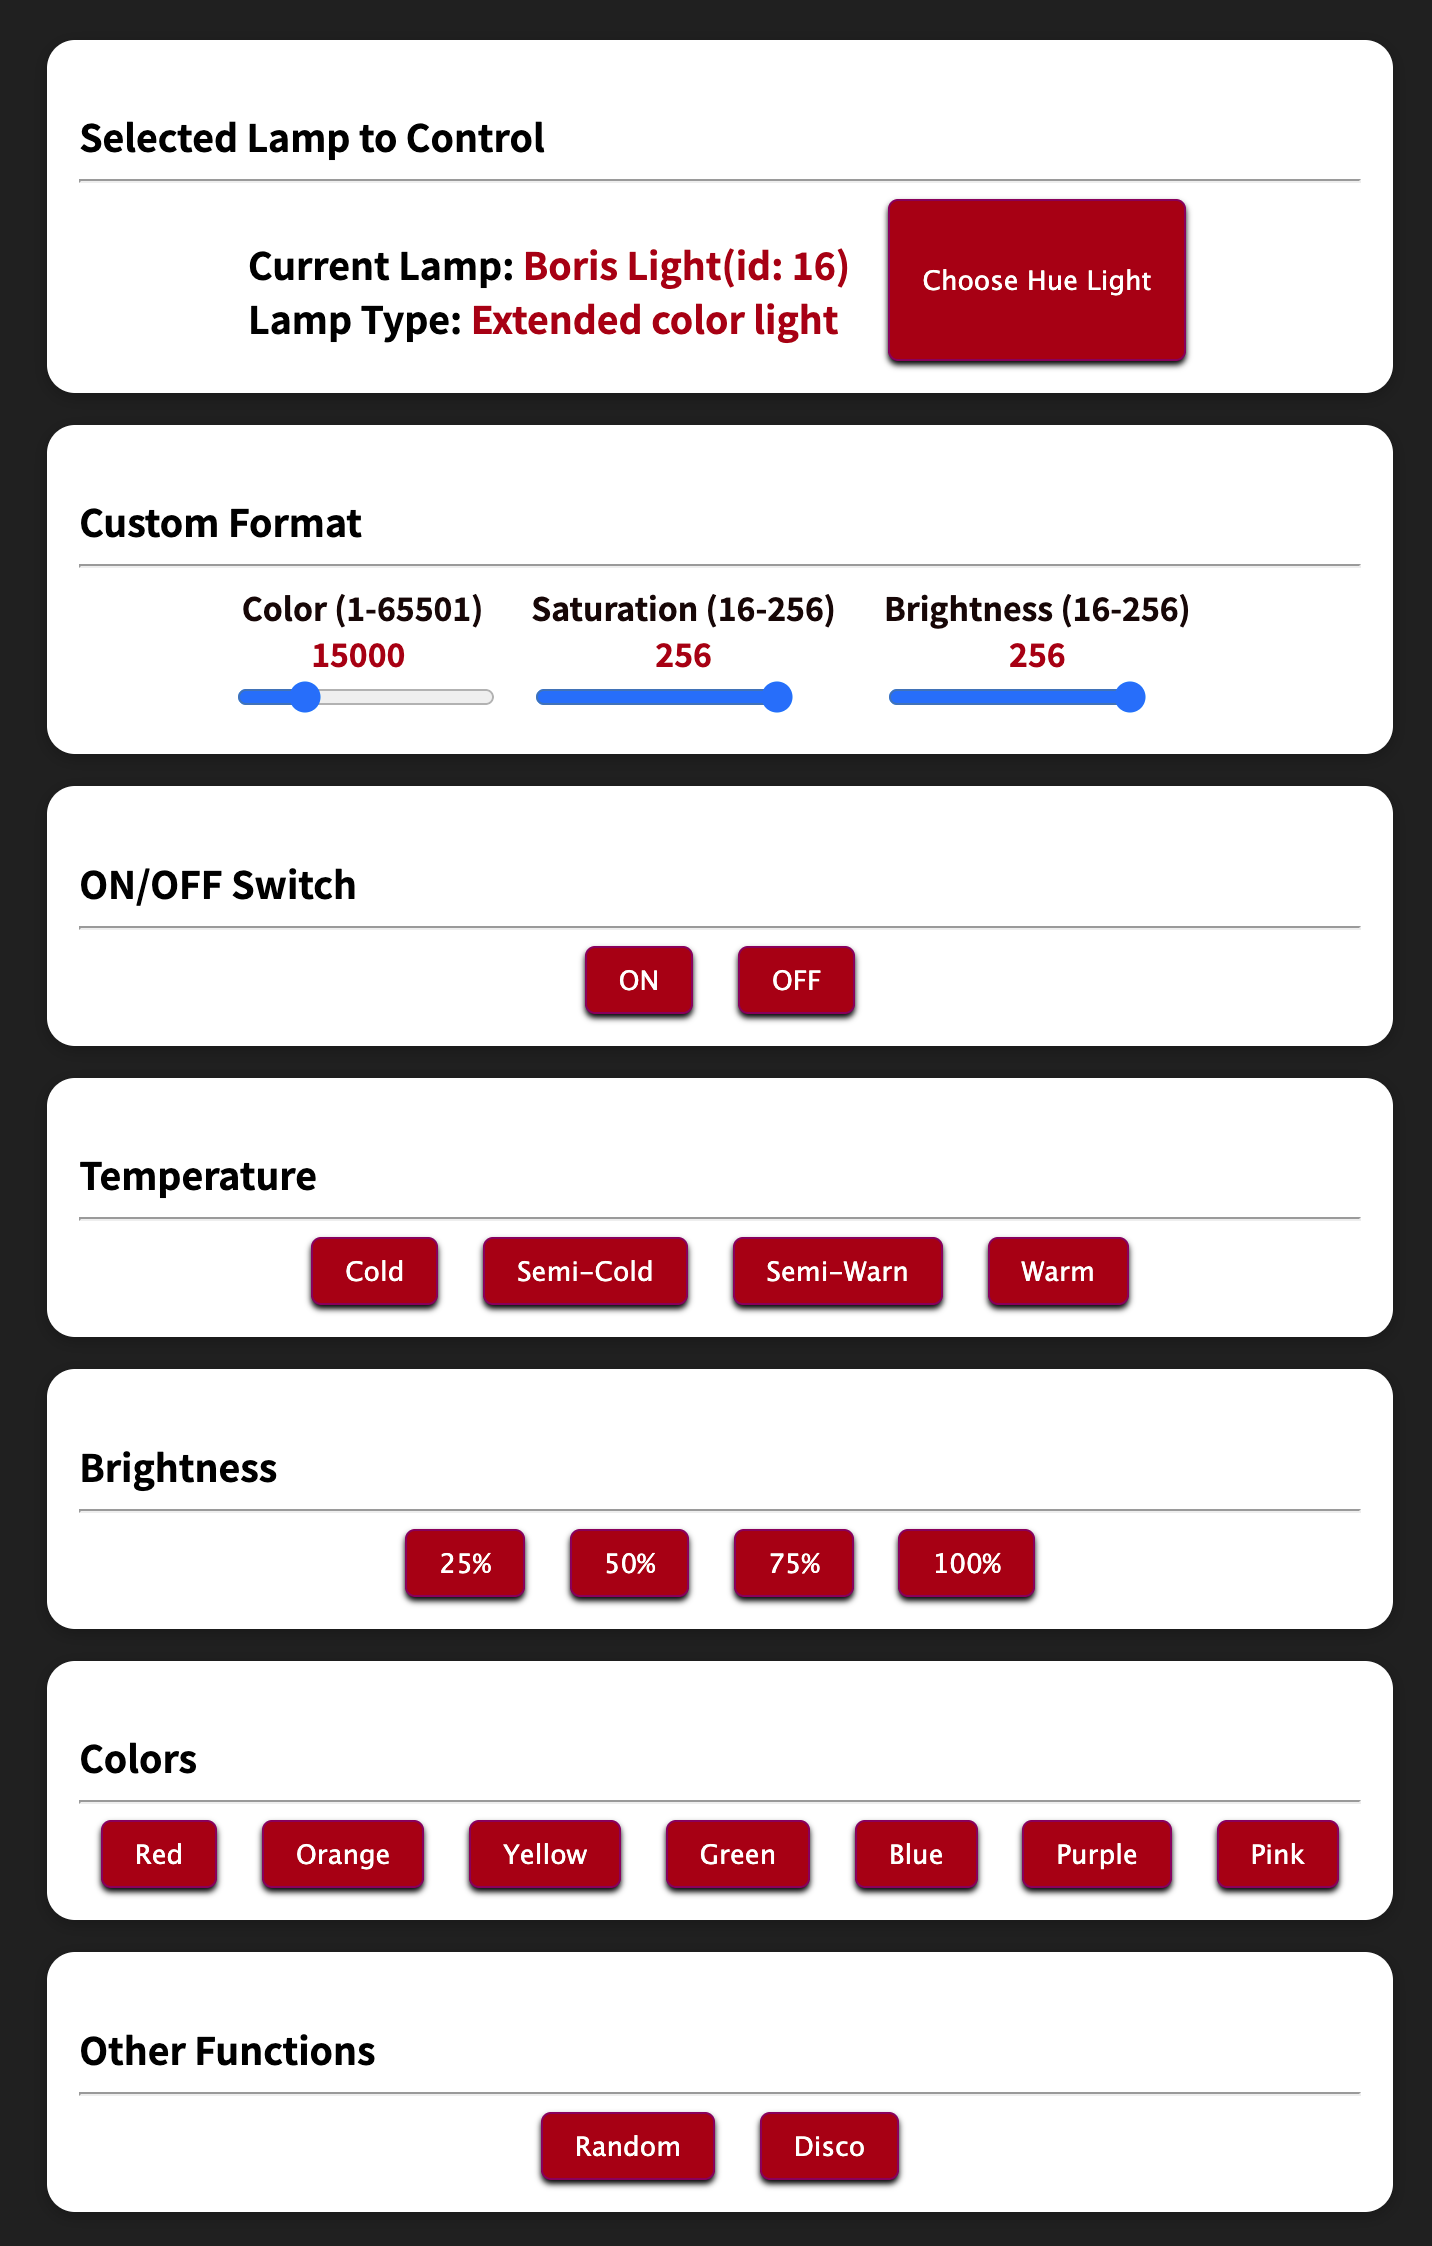 Selected Lamp to Control
Current Lamp: Boris Light(id: 16)
Lamp Type: Extended color light
Choose Hue Light
Custom Format
Color (1-65501)
15000
Saturation (16-256)
256
Brightness (16-256)
256
ON/OFF Switch
ON
OFF
Temperature
Cold
Semi-Cold
Semi-Warn
Warm
Brightness
25%
50%
75%
100%
Colors
Red
Orange
Yellow
Green
Blue
Purple
Pink
Other Functions
Random
Disco